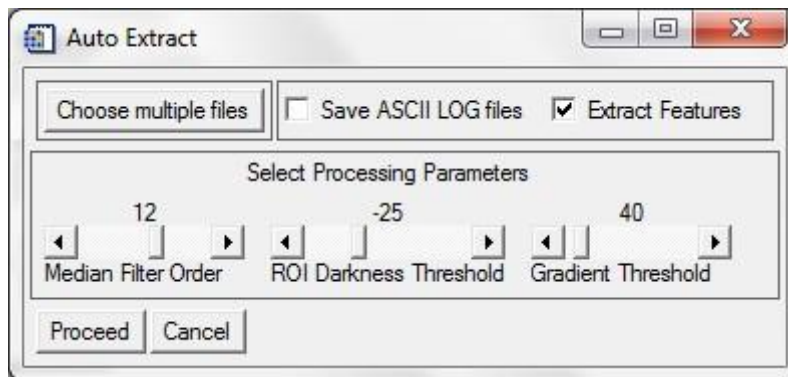 Auto Extract
Choose multiple files Save ASCII LOG files Extract Features
Select Processing Parameters
12 -25 40
Median Filter Order ROI Darkness Threshold Gradient Threshold
Proceed Cancel